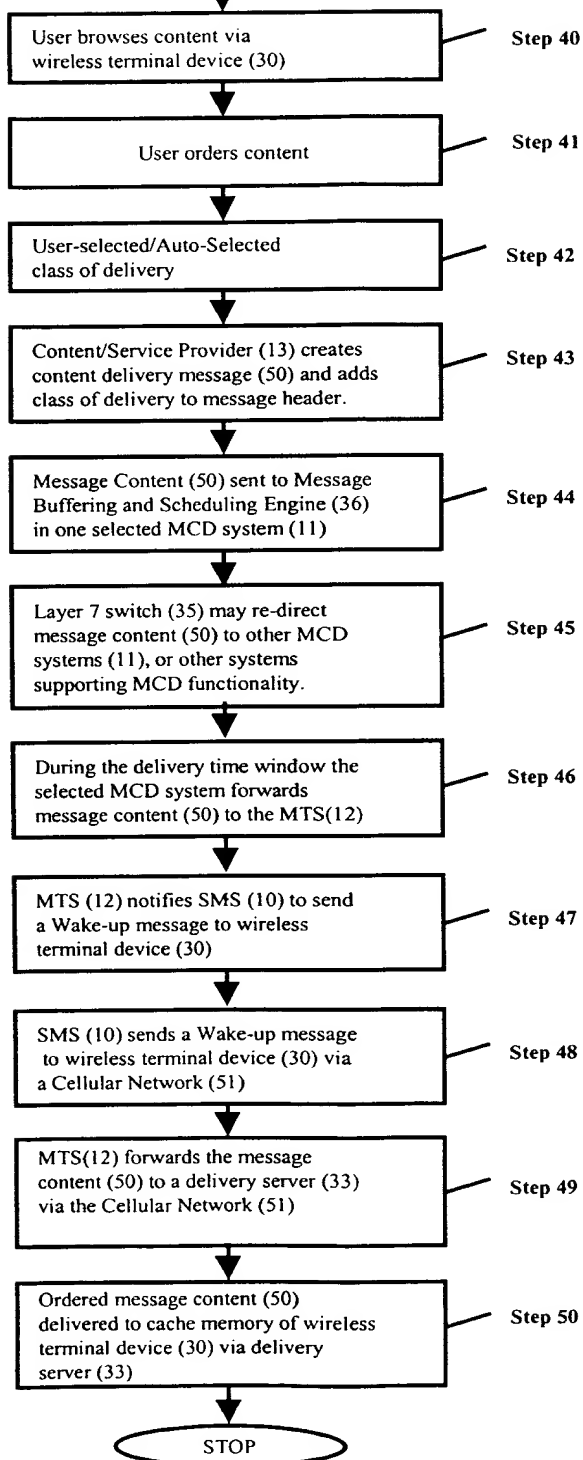 User browses content via
wireless terminal device (30)
Step 40
User orders content
Step 41
User-selected/Auto-Selected
class of delivery
Step 42
Content/Service Provider (13) creates
content delivery message (50) and adds
class of delivery to message header.
Step 43
Message Content (50) sent to Message
Buffering and Scheduling Engine (36)
in one selected MCD system (11)
Step 44
Layer 7 switch (35) may re-direct
message content (50) to other MCD
systems (11), or other systems
supporting MCD functionality.
Step 45
During the delivery time window the
selected MCD system forwards
message content (50) to the MTS(12)
Step 46
MTS (12) notifies SMS (10) to send
a Wake-up message to wireless
terminal device (30)
Step 47
SMS (10) sends a Wake-up message
to wireless terminal device (30) via
a Cellular Network (51)
Step 48
MTS(12) forwards the message
content (50) to a delivery server (33)
via the Cellular Network (51)
Step 49
Ordered message content (50)
delivered to cache memory of wireless
terminal device (30) via delivery
server (33)
Step 50
STOP